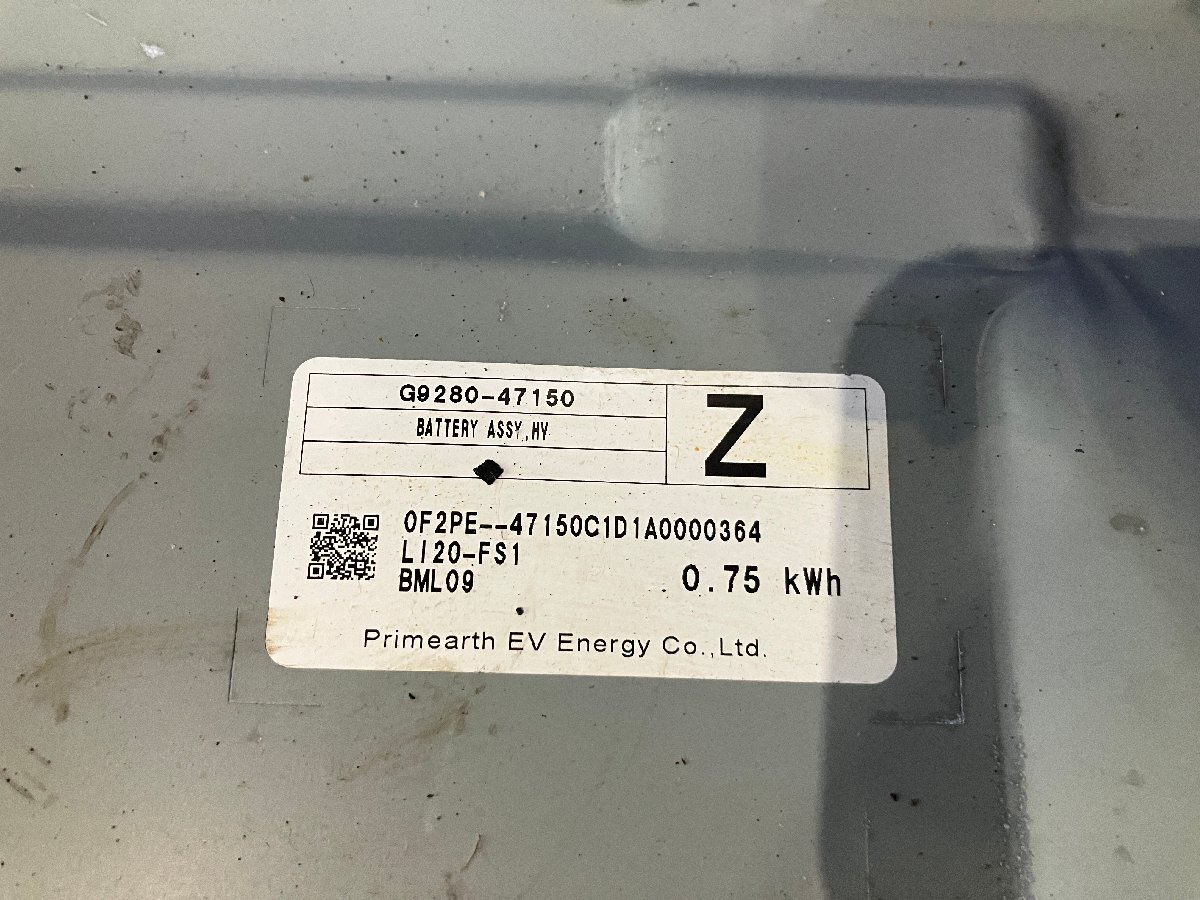 G9280-47150
BATTERY ASSY,HV
Z
0F2PE--47150C1D1A0000364
LI20-FS1
BML09
0.75 kWh
Primearth EV Energy Co.,Ltd.